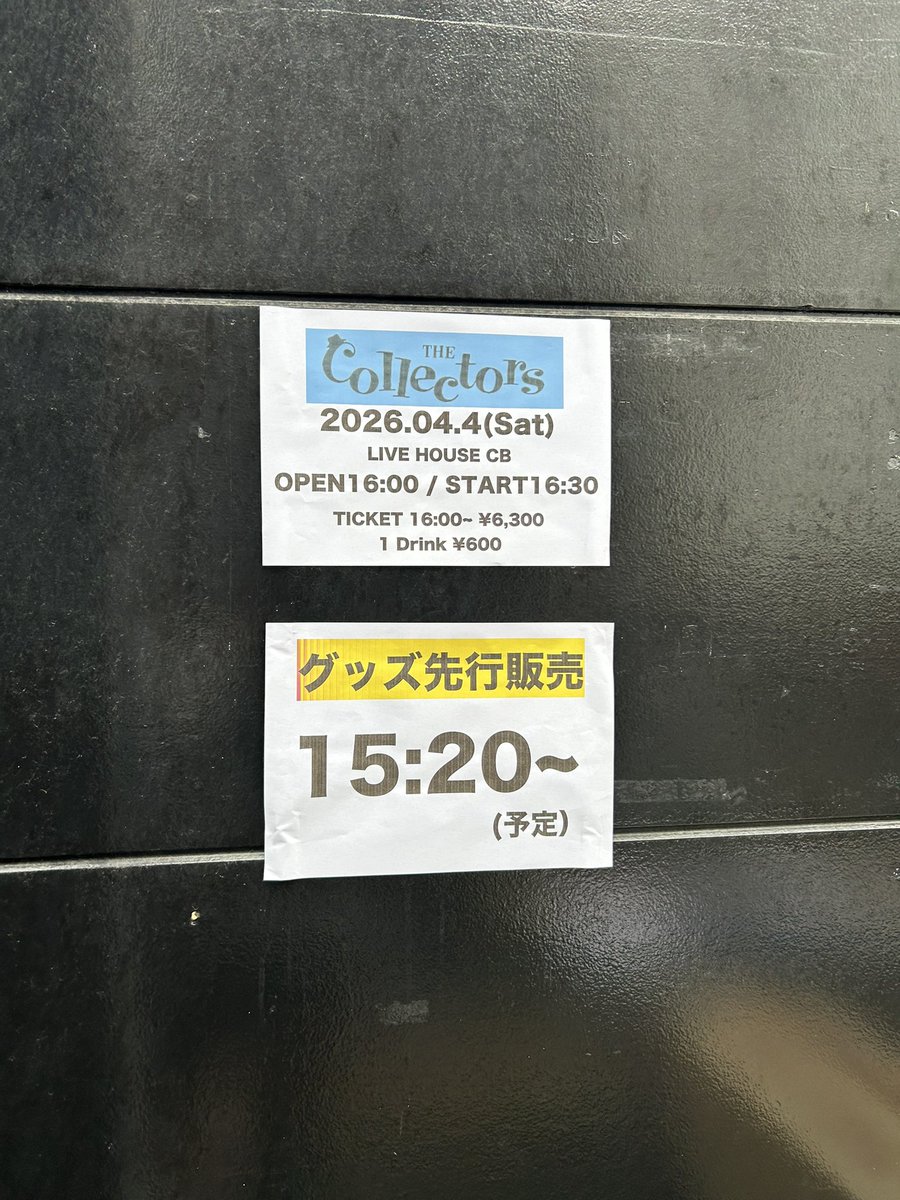 THE
Collectors
2026.04.4(Sat)
LIVE HOUSE CB
OPEN16:00 / START16:30
TICKET 16:00~ ¥6,300
1 Drink ¥600
グッズ先行販売
15:20~
(予定)